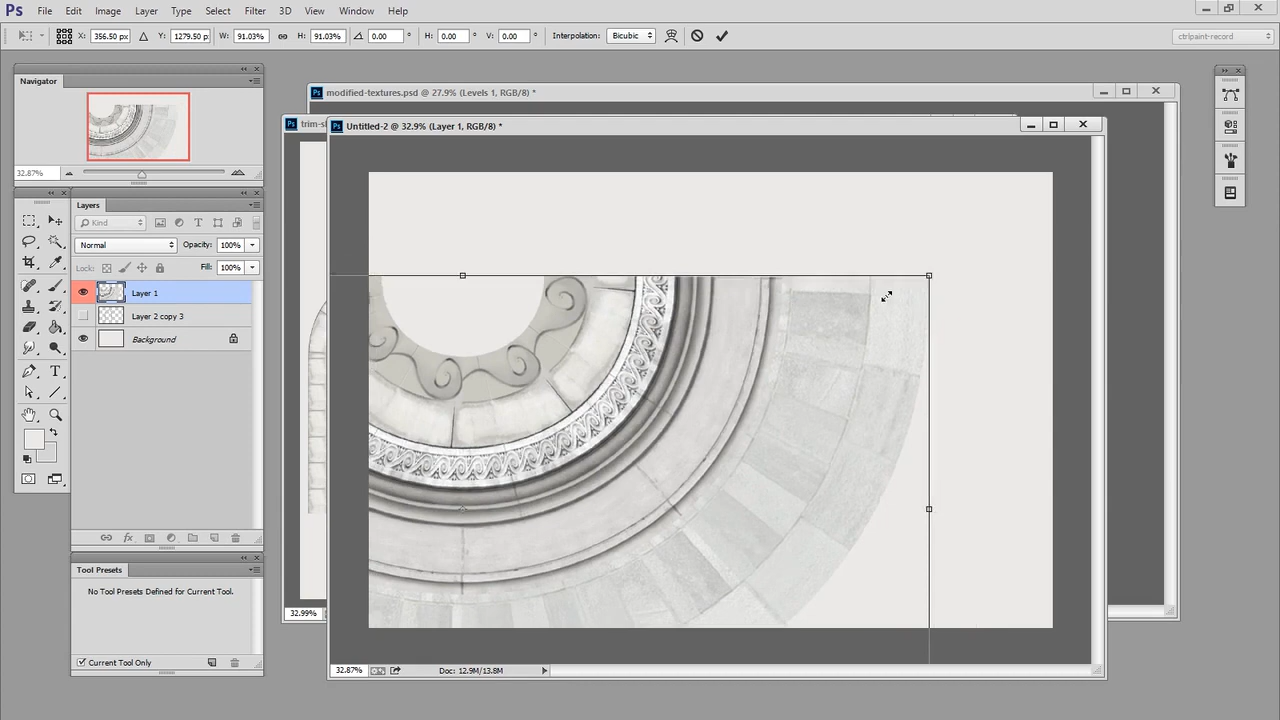 Ps File Edit Image Layer Type Select Filter 3D View Window Help
X: 356.50 px Y: 1279.50 p: W: 91.03% H: 91.03% 0.00 ° H: 0.00 ° V: 0.00 ° Interpolation: Bicubic ctrlpaint-record
Navigator
32.87%
Layers
Kind
Normal Opacity: 100%
Lock: Fill: 100%
Layer 1
Layer 2 copy 3
Background
Tool Presets
No Tool Presets Defined for Current Tool.
Current Tool Only
Ps modified-textures.psd @ 27.9% (Levels 1, RGB/8) *
Ps trim-s
Ps Untitled-2 @ 32.9% (Layer 1, RGB/8) *
32.99%
32.87% Doc: 12.9M/13.8M